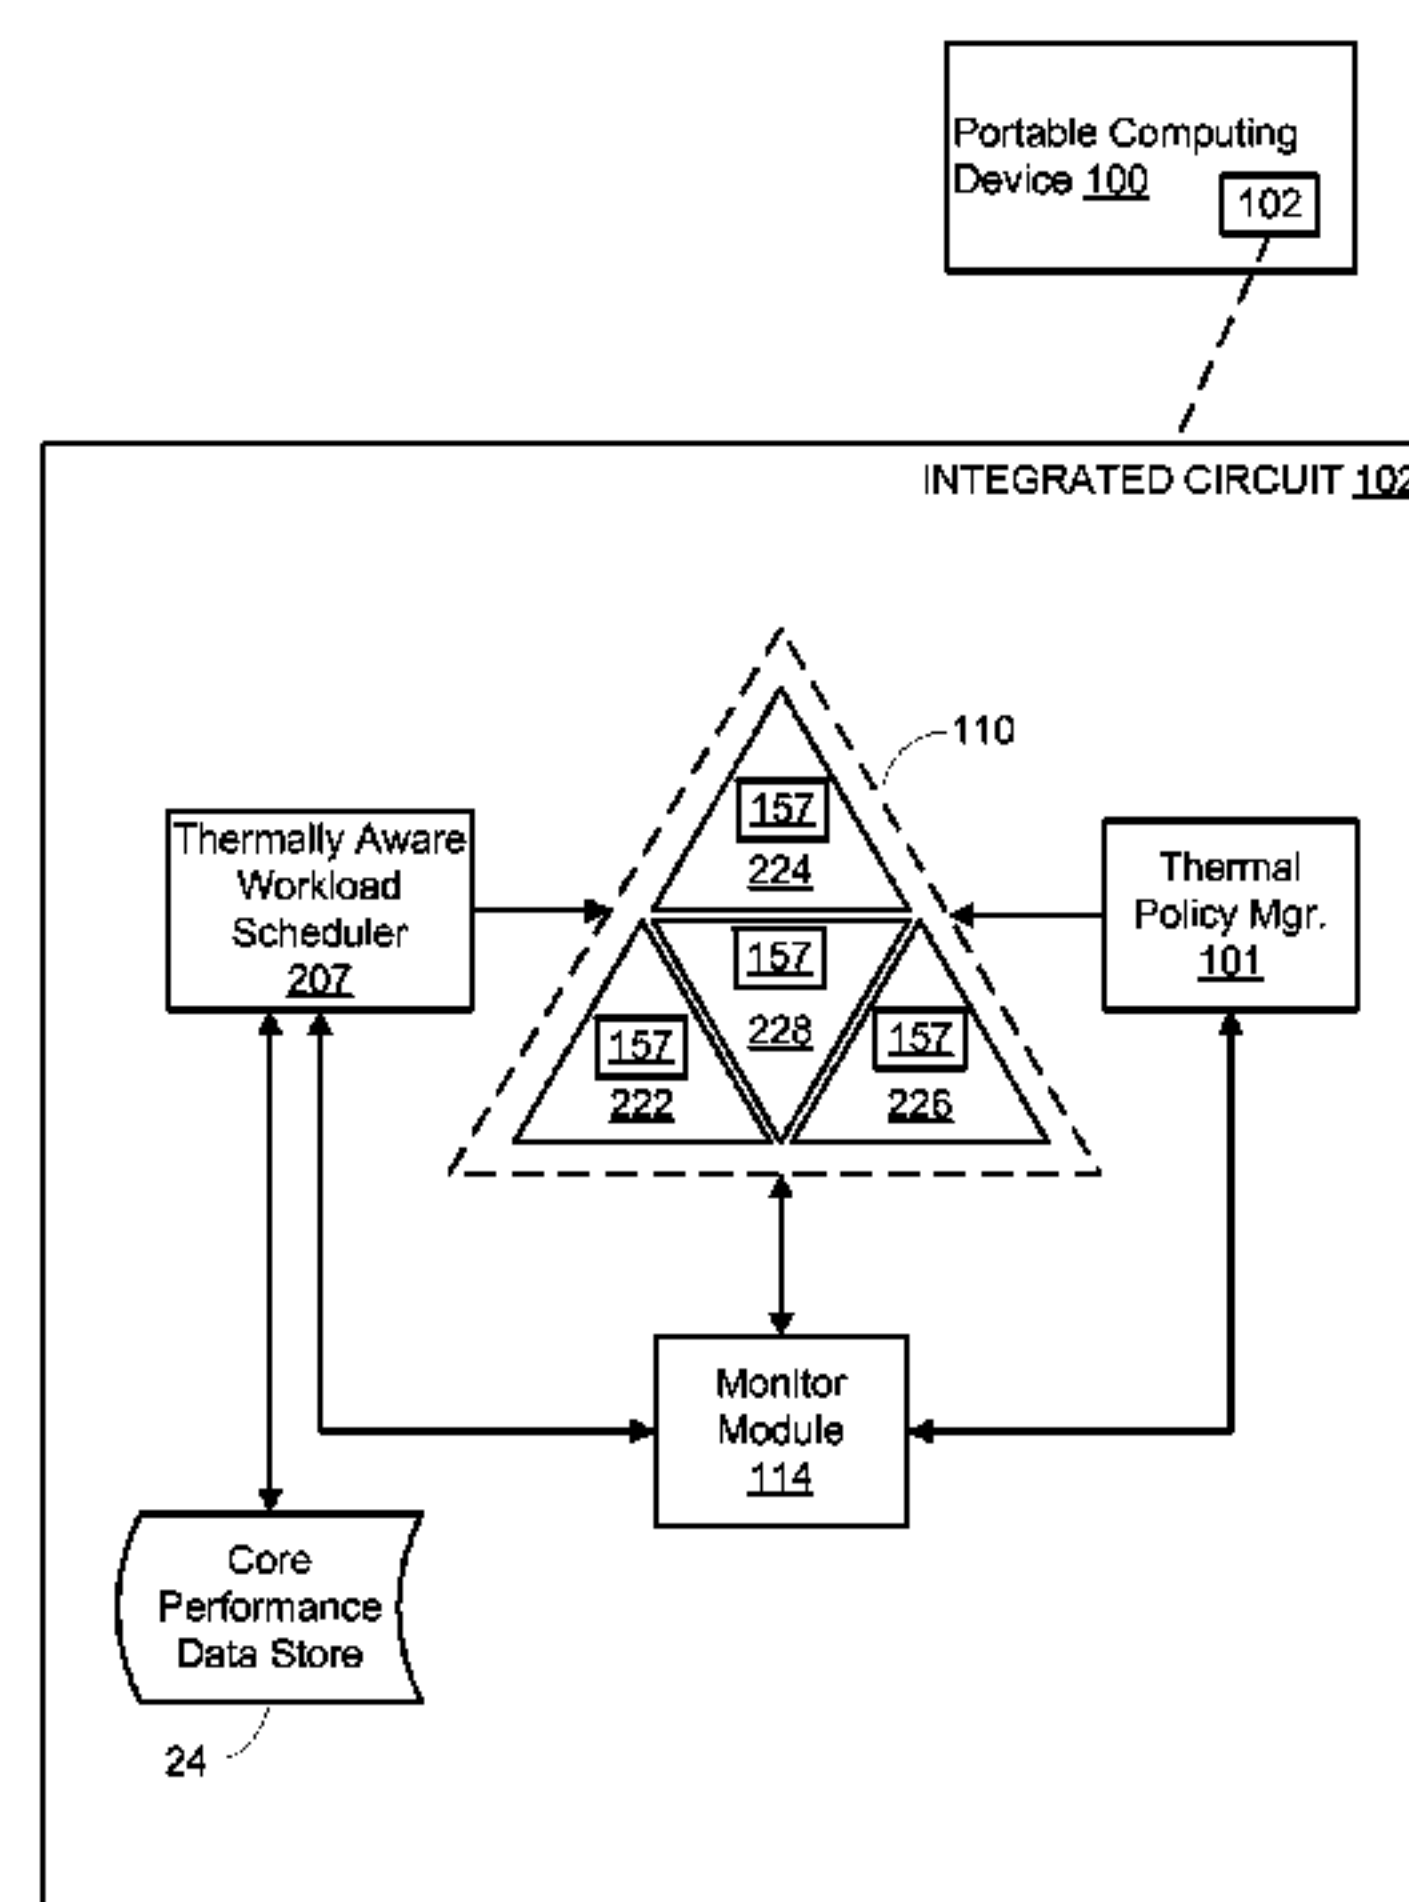 Portable Computing
Device 100
102
INTEGRATED CIRCUIT 102
110
157
224
Thermally Aware
Workload
Scheduler
207
Thermal
Policy Mgr.
101
157
228
157
222
157
226
Monitor
Module
114
Core
Performance
Data Store
24